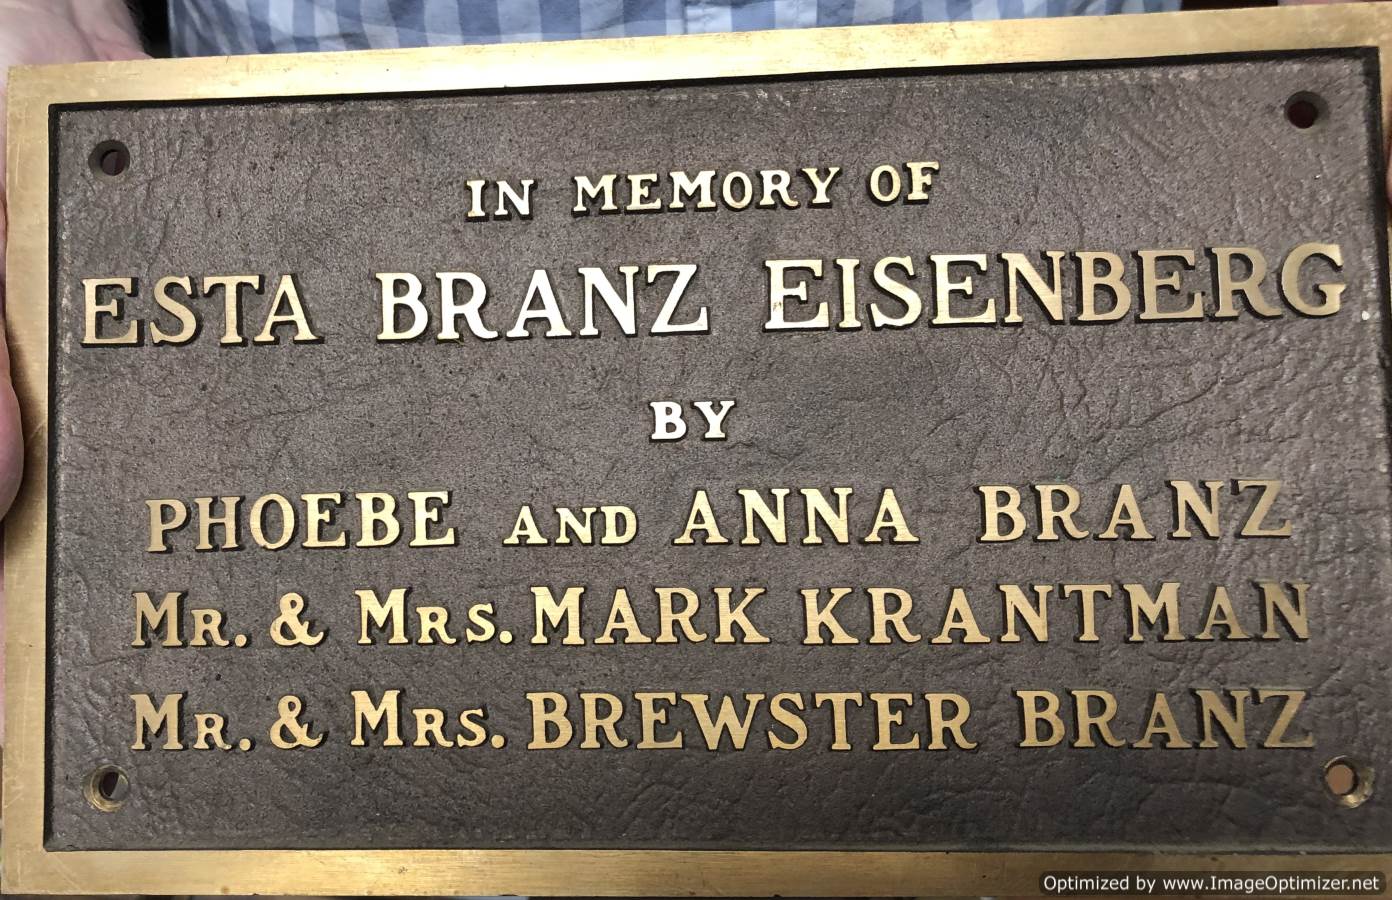 IN MEMORY OF
ESTA BRANZ EISENBERG
BY
PHOEBE AND ANNA BRANZ
MR. & MRS. MARK KRANTMAN
MR. & MRS. BREWSTER BRANZ
Optimized by www.ImageOptimizer.net